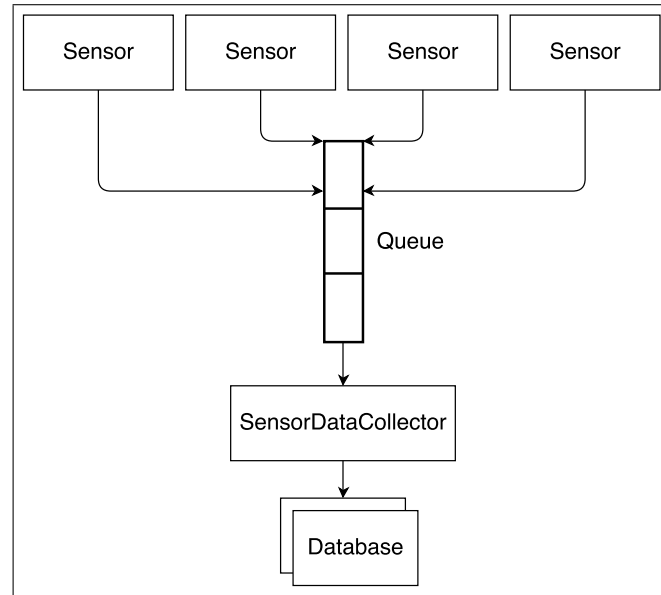 Sensor
Sensor
Sensor
Sensor
Queue
SensorDataCollector
Database